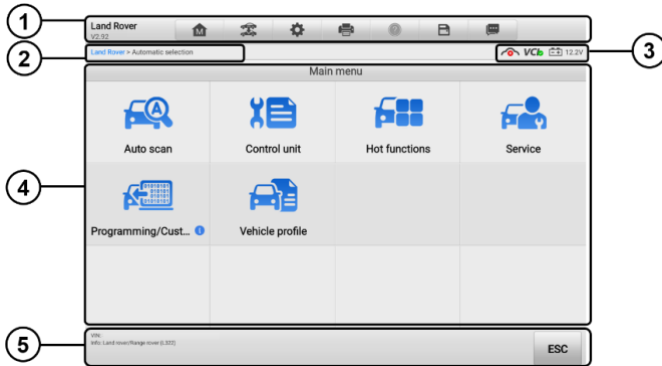 1
Land Rover
V2.92
2
Land Rover > Automatic selection
VCI 12.2V
3
Main menu
Auto scan
Control unit
Hot functions
Service
4
Programming/Cust...
Vehicle profile
5
VIN:
Info: Land rover/Range rover [L322]
ESC